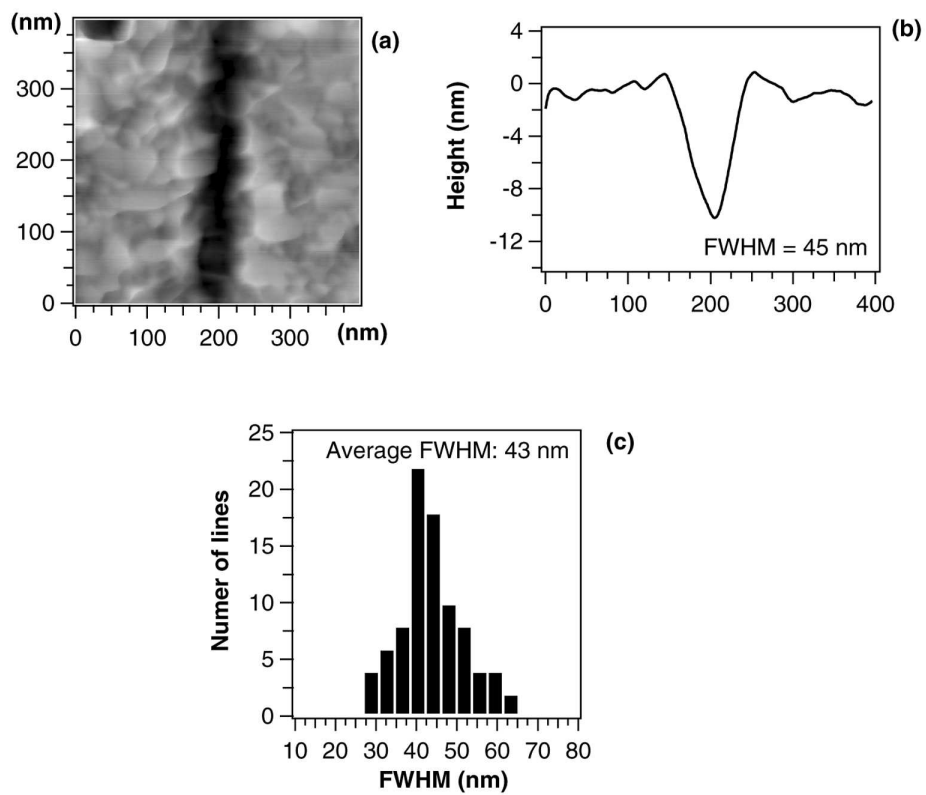 (nm)
(a)
300
200
100
0
0 100 200 300 (nm)
(b)
Height (nm)
4
0
-4
-8
-12
FWHM = 45 nm
0 100 200 300 400
(c)
Numer of lines
25
20
15
10
5
0
Average FWHM: 43 nm
10 20 30 40 50 60 70 80
FWHM (nm)